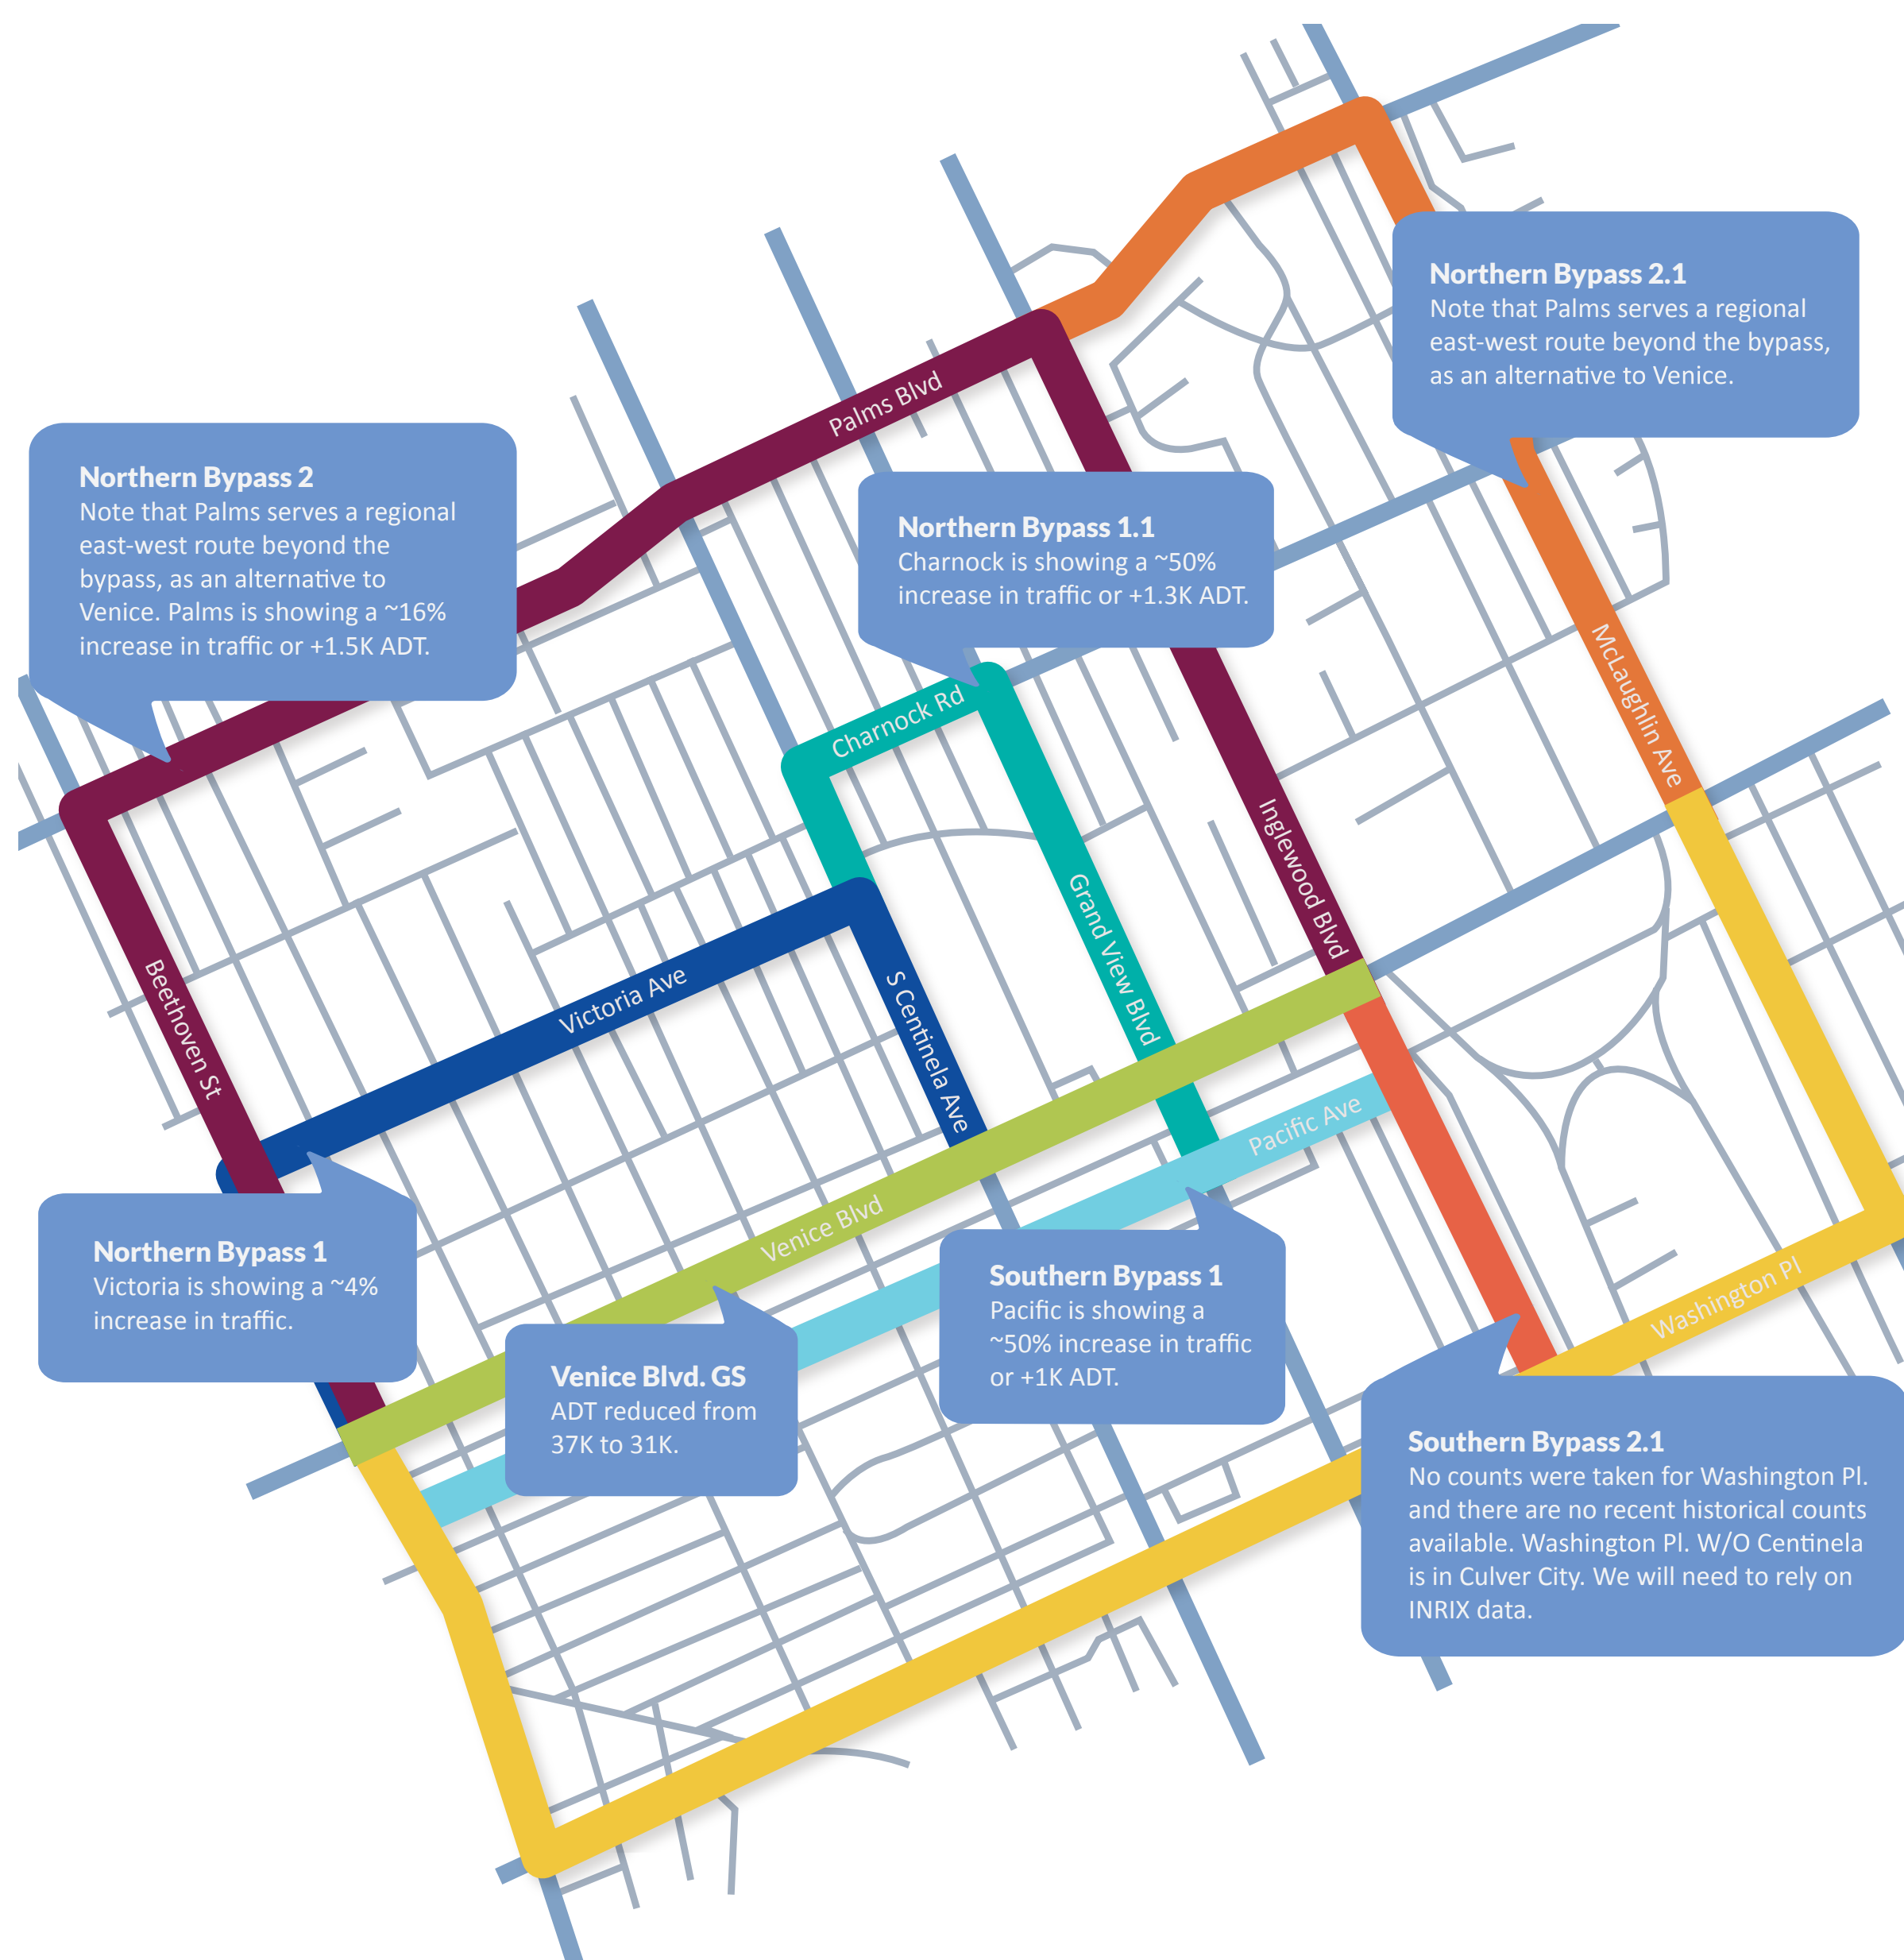 Northern Bypass 2.1
Note that Palms serves a regional
east-west route beyond the bypass,
as an alternative to Venice.
Palms Blvd
Northern Bypass 2
Note that Palms serves a regional
east-west route beyond the
bypass, as an alternative to
Venice. Palms is showing a ~16%
increase in traffic or +1.5K ADT.
Northern Bypass 1.1
Charnock is showing a ~50%
increase in traffic or +1.3K ADT.
McLaughlin Ave
Charnock Rd
Inglewood Blvd
Grand View Blvd
Beethoven St
Victoria Ave
S Centinela Ave
Pacific Ave
Venice Blvd
Northern Bypass 1
Victoria is showing a ~4%
increase in traffic.
Southern Bypass 1
Pacific is showing a
~50% increase in traffic
or +1K ADT.
Washington Pl
Venice Blvd. GS
ADT reduced from
37K to 31K.
Southern Bypass 2.1
No counts were taken for Washington Pl.
and there are no recent historical counts
available. Washington Pl. W/O Centinela
is in Culver City. We will need to rely on
INRIX data.